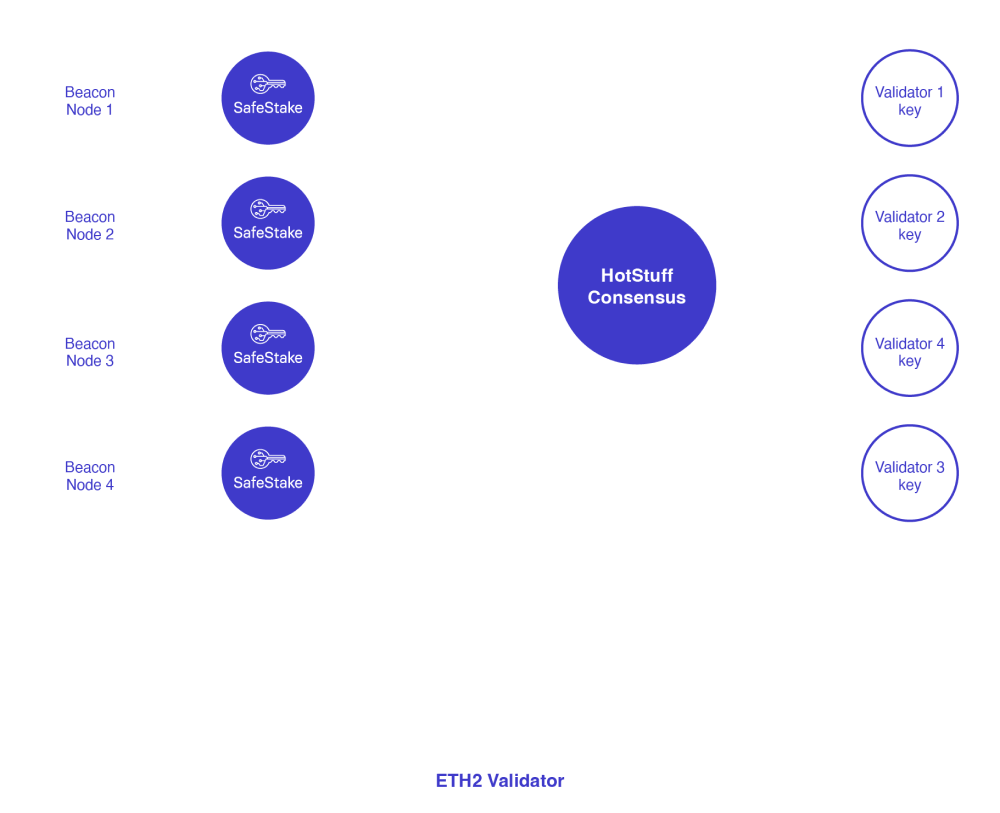 Beacon
Node 1
SafeStake
Validator 1
key
Beacon
Node 2
SafeStake
Validator 2
key
HotStuff
Consensus
Beacon
Node 3
SafeStake
Validator 4
key
Beacon
Node 4
SafeStake
Validator 3
key
ETH2 Validator